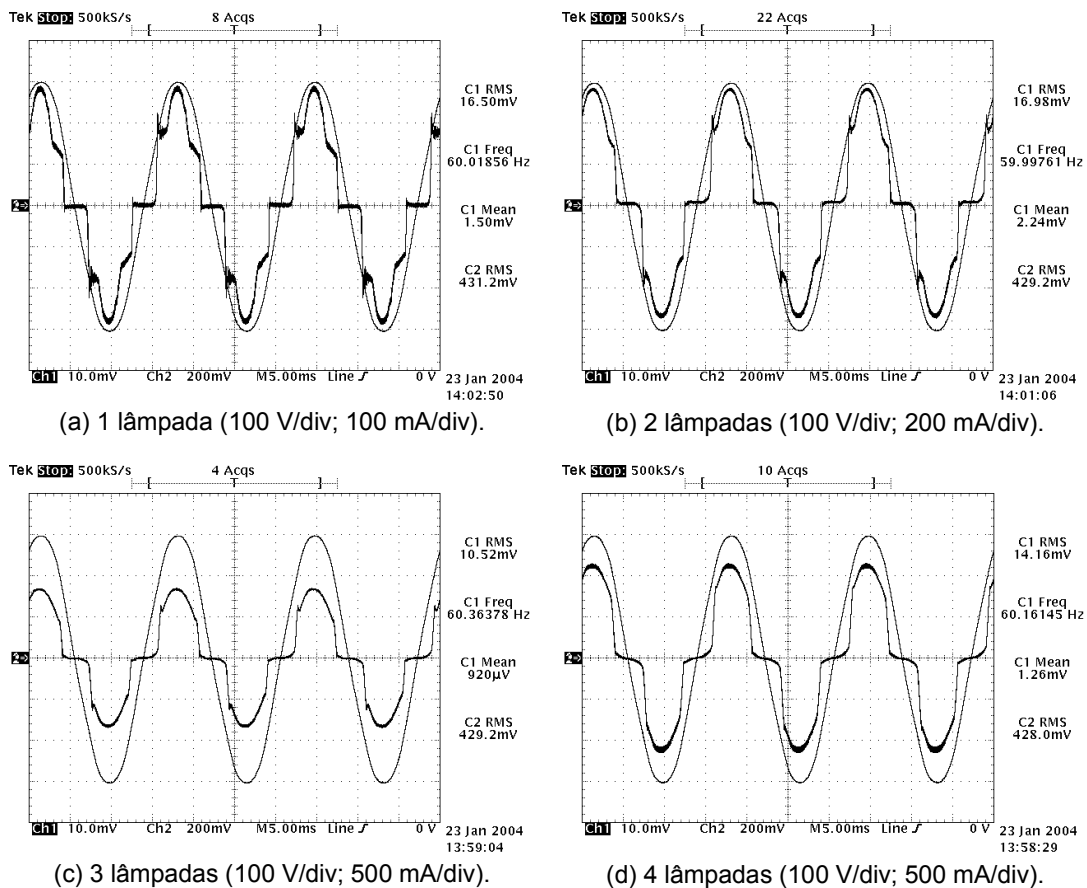 Tek Stop: 500kS/s 8 Acqs
C1 RMS
16.50mV
C1 Freq
60.01856 Hz
C1 Mean
1.50mV
C2 RMS
431.2mV
Ch1 10.0mV Ch2 200mV M5.00ms Line ƒ 0 V
23 Jan 2004
14:02:50
(a) 1 lâmpada (100 V/div; 100 mA/div).
Tek Stop: 500kS/s 22 Acqs
C1 RMS
16.98mV
C1 Freq
59.99761 Hz
C1 Mean
2.24mV
C2 RMS
429.2mV
Ch1 10.0mV Ch2 200mV M5.00ms Line ƒ 0 V
23 Jan 2004
14:01:06
(b) 2 lâmpadas (100 V/div; 200 mA/div).
Tek Stop: 500kS/s 4 Acqs
C1 RMS
10.52mV
C1 Freq
60.36378 Hz
C1 Mean
920µV
C2 RMS
429.2mV
Ch1 10.0mV Ch2 200mV M5.00ms Line ƒ 0 V
23 Jan 2004
13:59:04
(c) 3 lâmpadas (100 V/div; 500 mA/div).
Tek Stop: 500kS/s 10 Acqs
C1 RMS
14.16mV
C1 Freq
60.16145 Hz
C1 Mean
1.26mV
C2 RMS
428.0mV
Ch1 10.0mV Ch2 200mV M5.00ms Line ƒ 0 V
23 Jan 2004
13:58:29
(d) 4 lâmpadas (100 V/div; 500 mA/div).